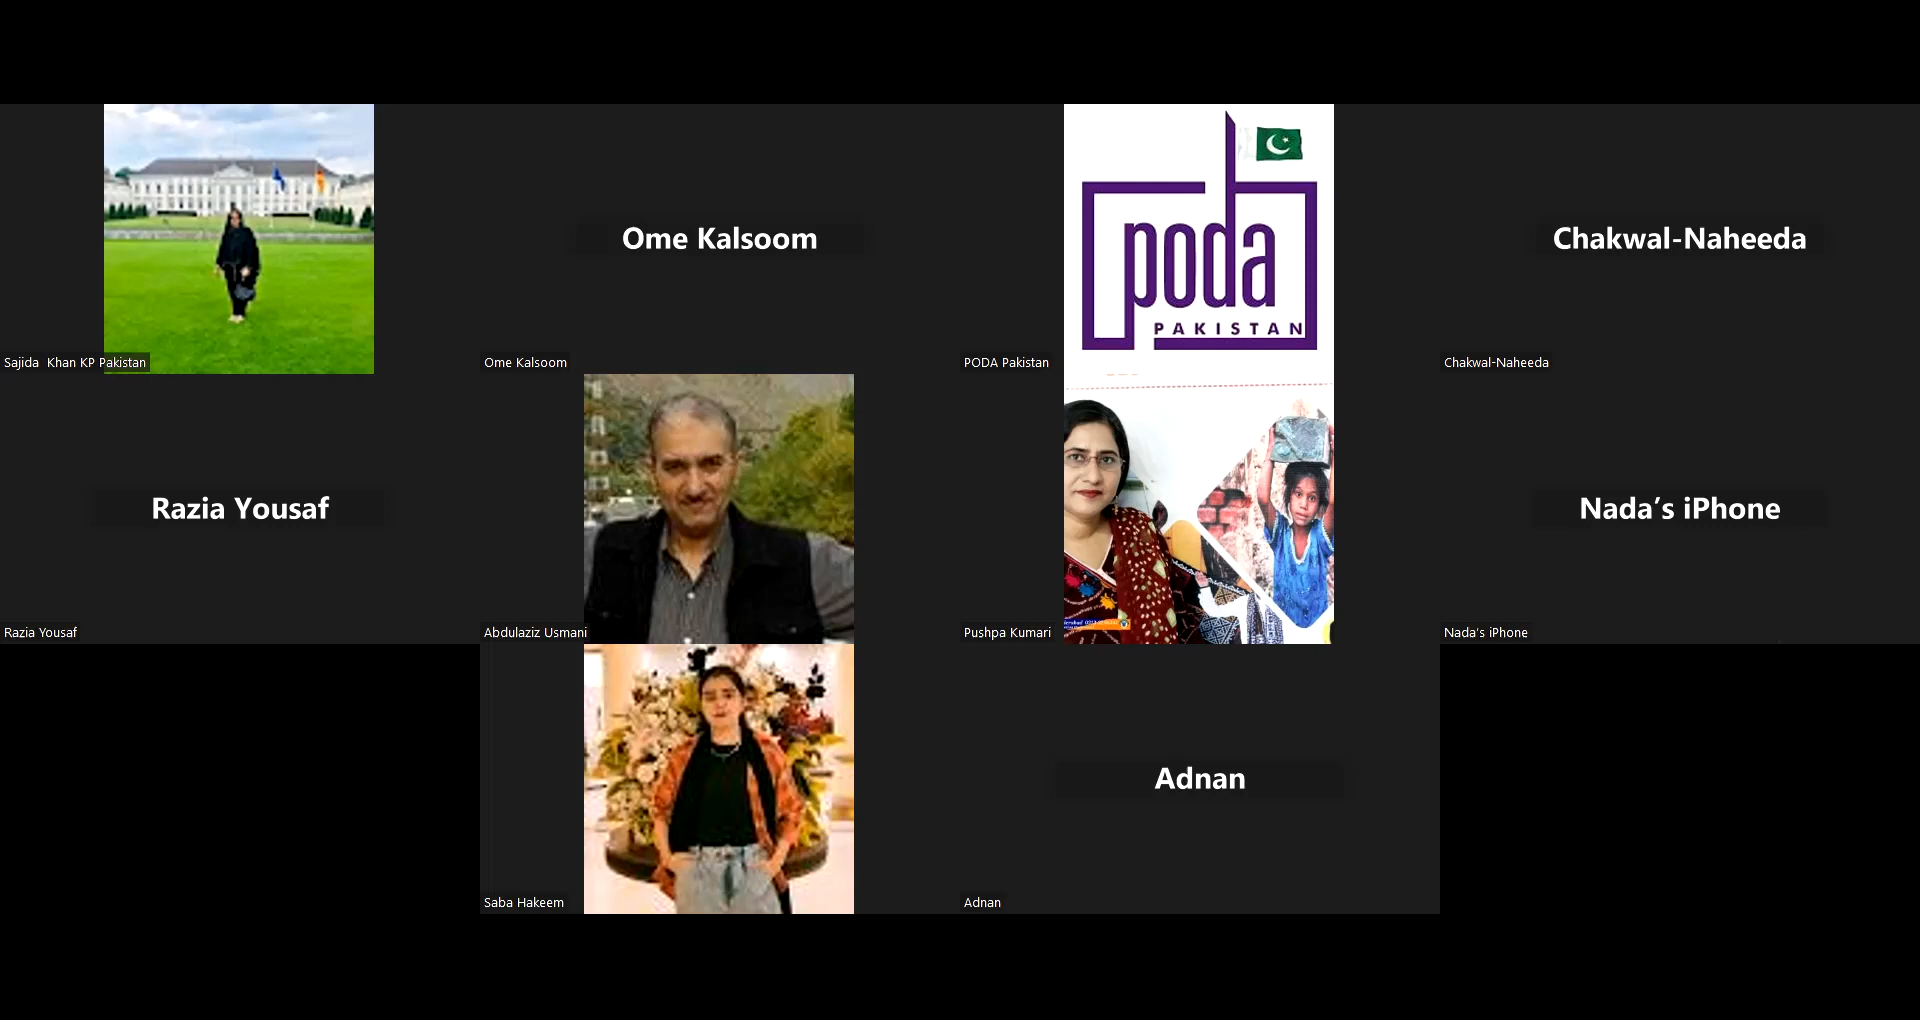 poda
PAKISTAN
Ome Kalsoom
Chakwal-Naheeda
Sajida  Khan KP Pakistan
Ome Kalsoom
PODA Pakistan
Chakwal-Naheeda
Razia Yousaf
Nada’s iPhone
Razia Yousaf
Abdulaziz Usmani
Pushpa Kumari
Nada's iPhone
Adnan
Saba Hakeem
Adnan